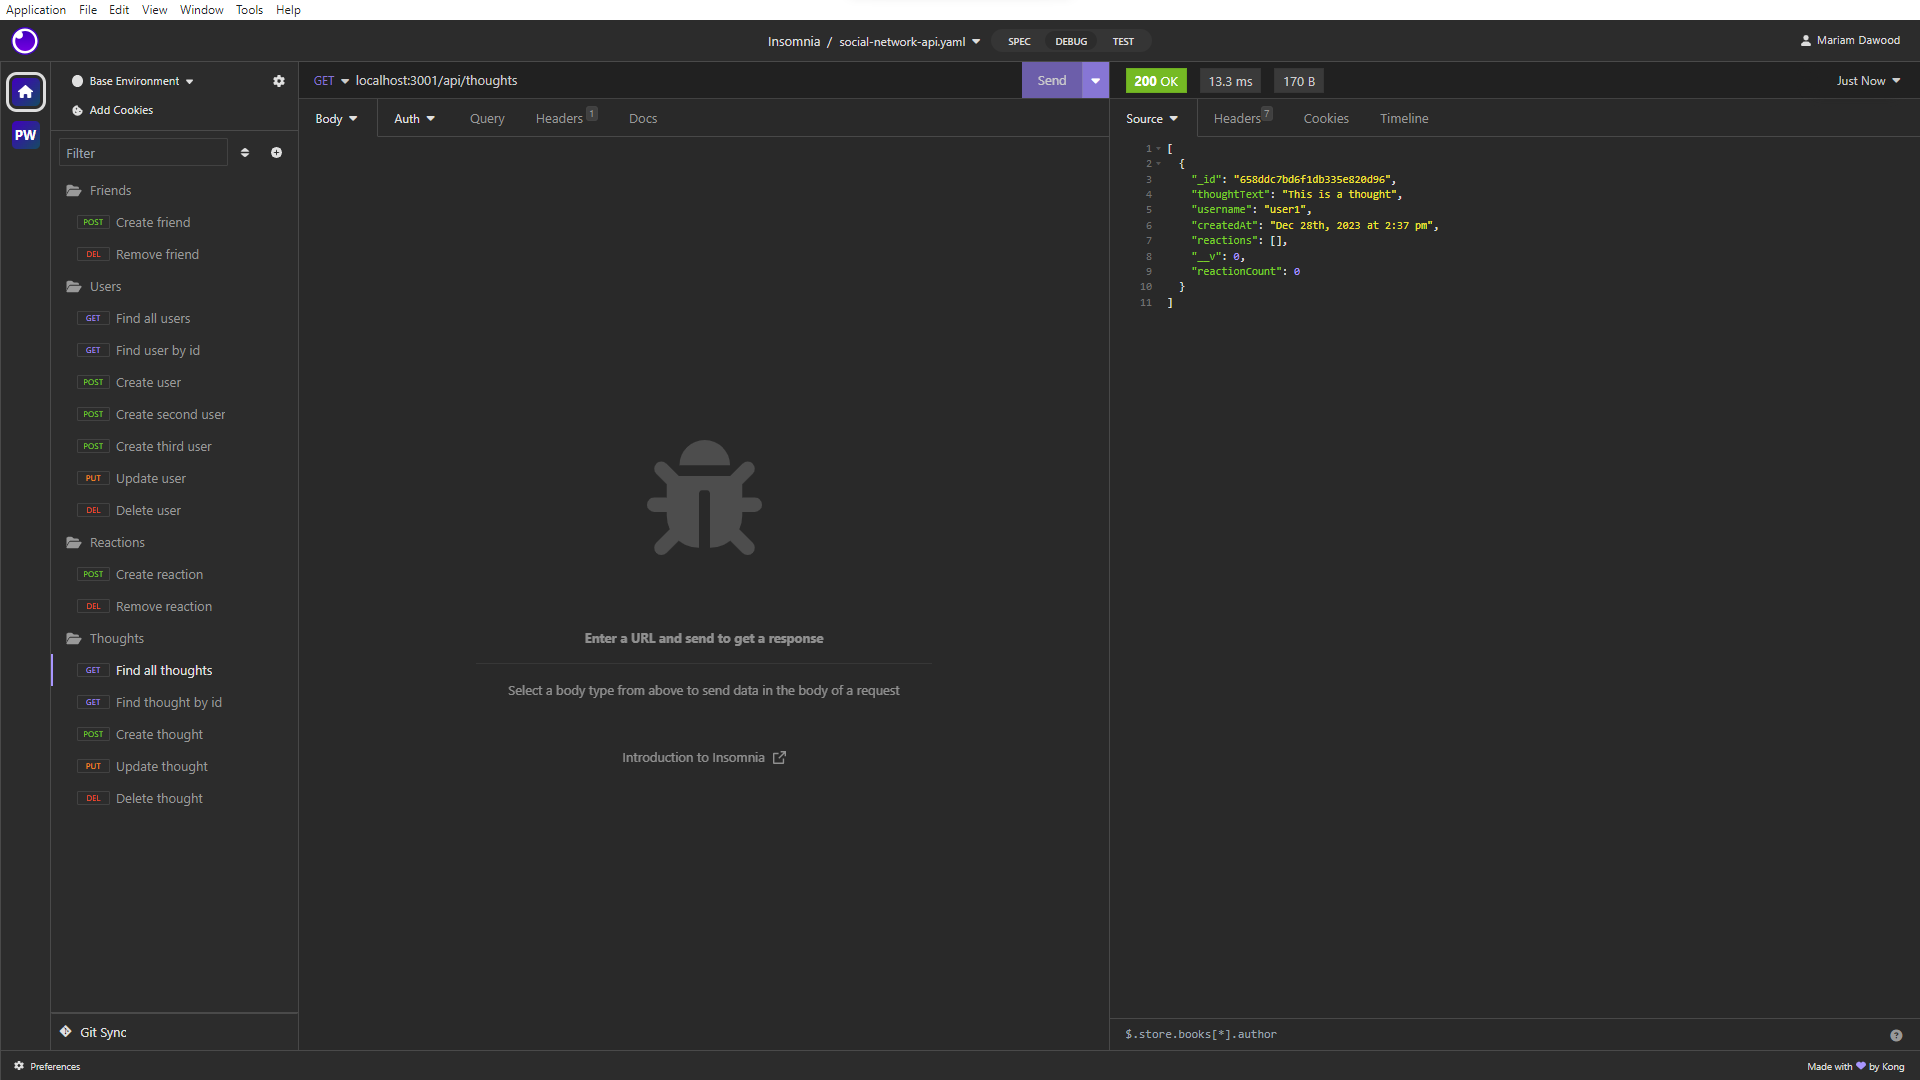 Application File Edit View Window Tools Help
Insomnia / social-network-api.yaml SPEC DEBUG TEST Mariam Dawood
PW
Base Environment
Add Cookies
Filter
Friends
POST Create friend
DEL Remove friend
Users
GET Find all users
GET Find user by id
POST Create user
POST Create second user
POST Create third user
PUT Update user
DEL Delete user
Reactions
POST Create reaction
DEL Remove reaction
Thoughts
GET Find all thoughts
GET Find thought by id
POST Create thought
PUT Update thought
DEL Delete thought
Git Sync
GET localhost:3001/api/thoughts Send
Body Auth Query Headers 1 Docs
Enter a URL and send to get a response
Select a body type from above to send data in the body of a request
Introduction to Insomnia
200 OK 13.3 ms 170 B Just Now
Source Headers 7 Cookies Timeline
1 [
2 {
3 "_id": "658ddc7bd6f1db335e820d96",
4 "thoughtText": "This is a thought",
5 "username": "user1",
6 "createdAt": "Dec 28th, 2023 at 2:37 pm",
7 "reactions": [],
8 "__v": 0,
9 "reactionCount": 0
10 }
11 ]
$.store.books[*].author ?
Preferences
Made with 💜 by Kong